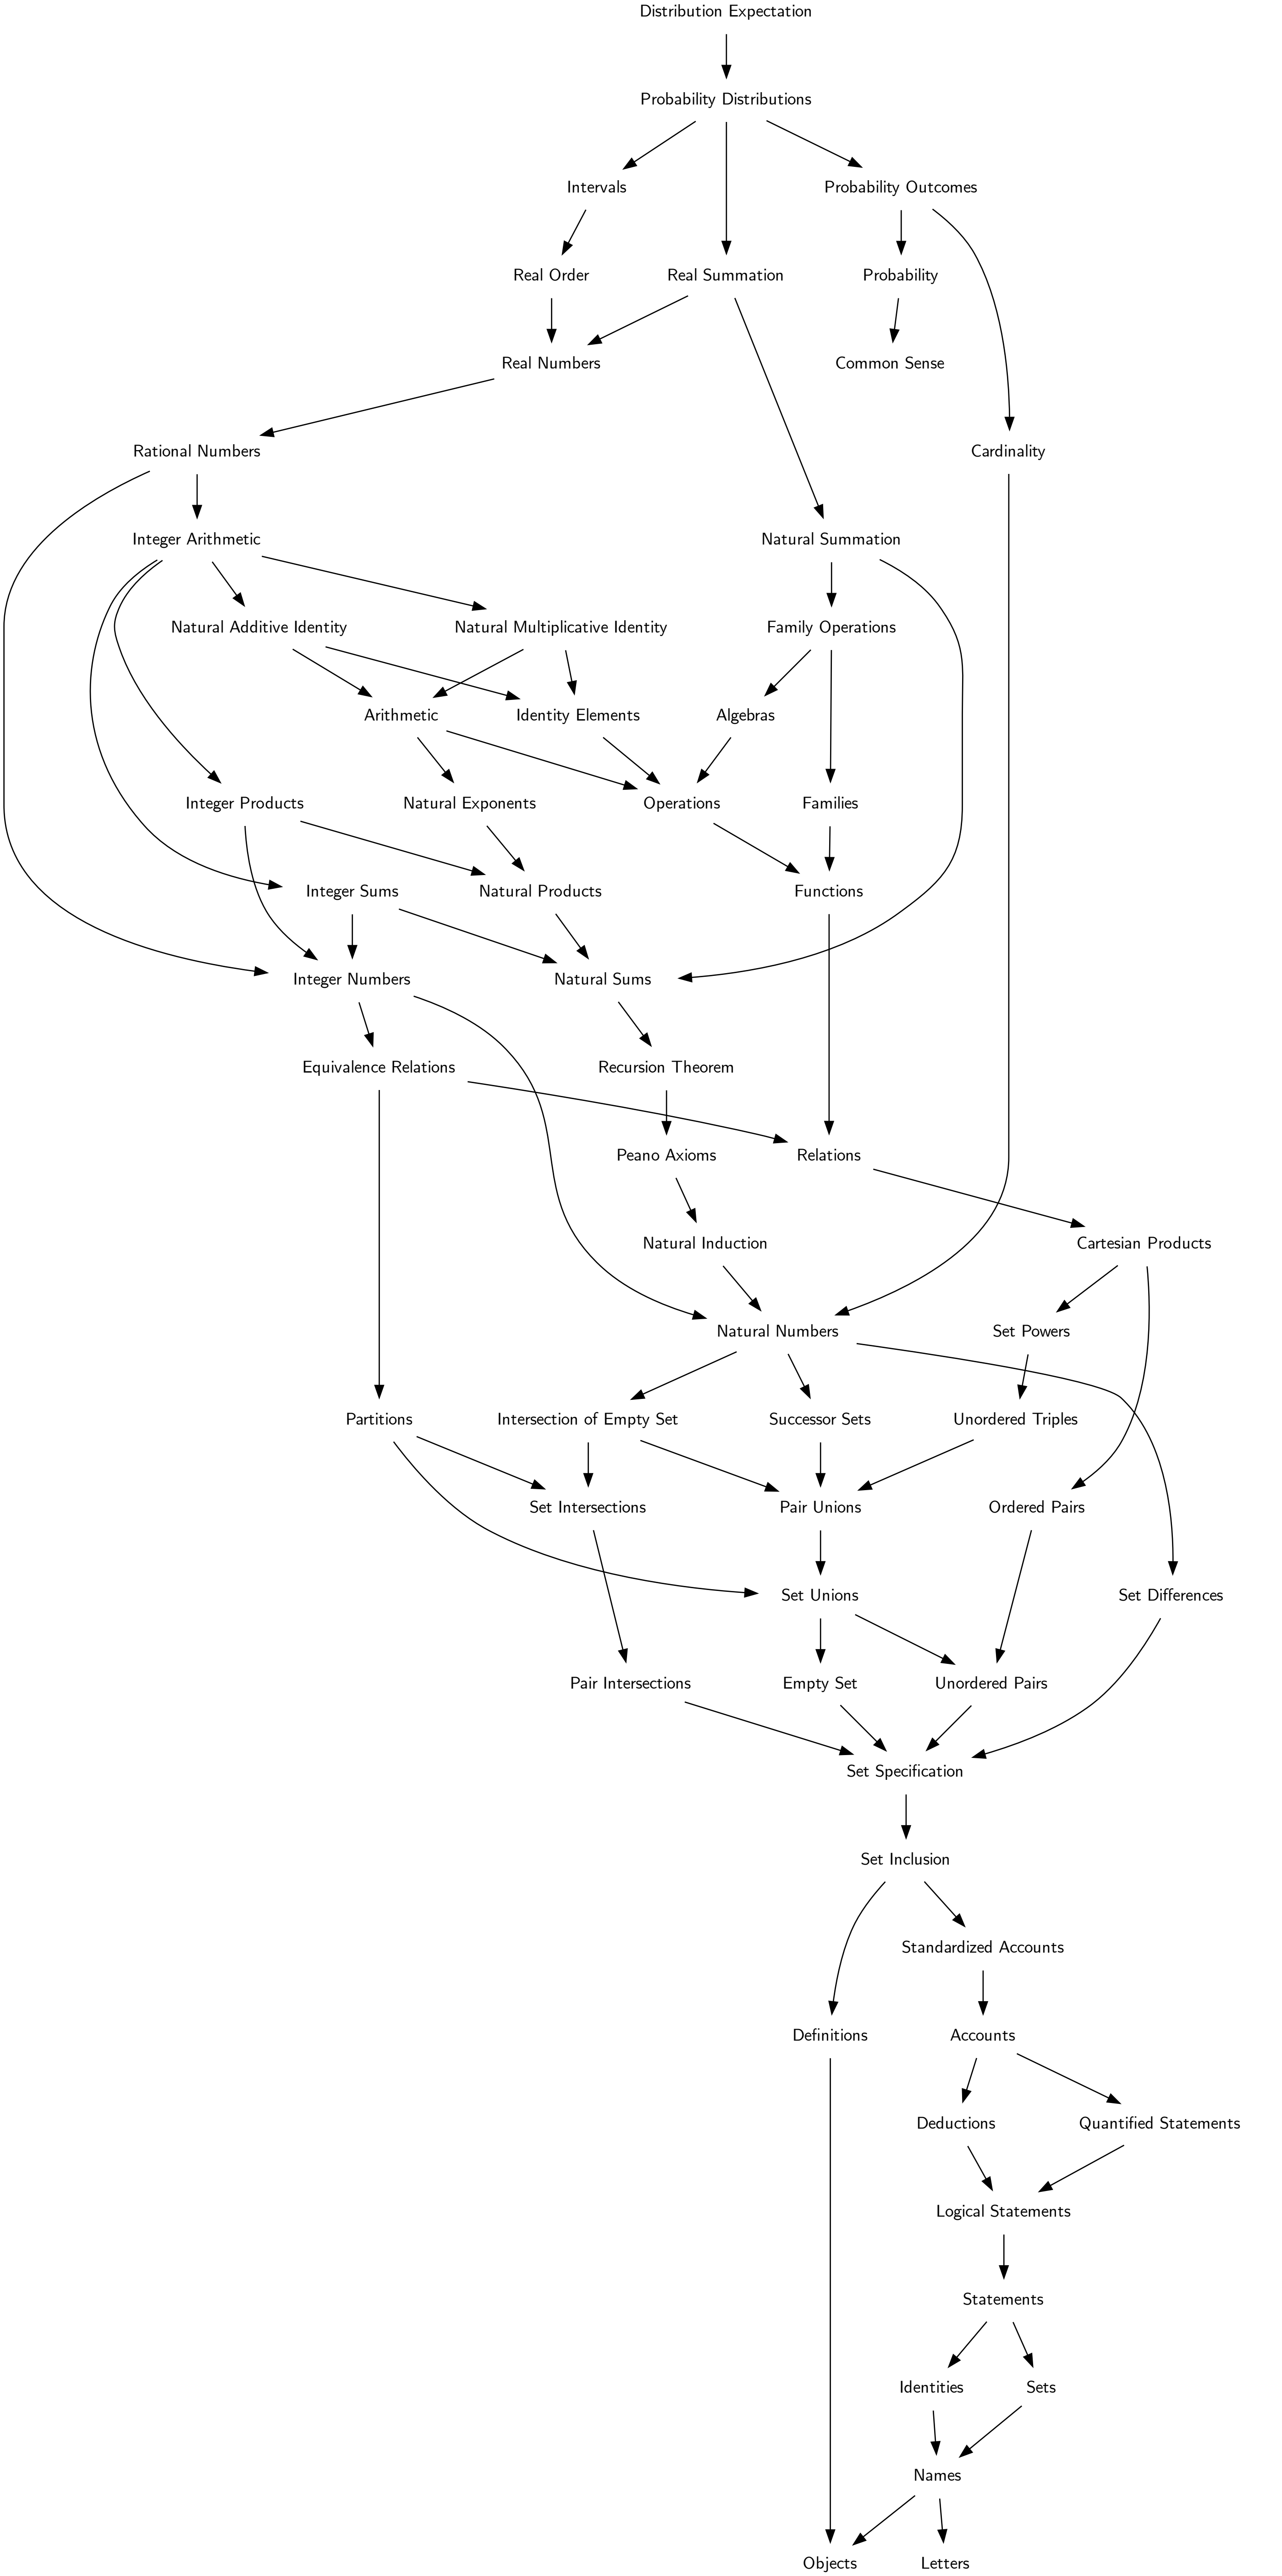 Distribution Expectation
Probability Distributions
Intervals
Probability Outcomes
Real Order
Real Summation
Probability
Real Numbers
Common Sense
Rational Numbers
Cardinality
Integer Arithmetic
Natural Summation
Natural Additive Identity
Natural Multiplicative Identity
Family Operations
Arithmetic
Identity Elements
Algebras
Integer Products
Natural Exponents
Operations
Families
Integer Sums
Natural Products
Functions
Integer Numbers
Natural Sums
Equivalence Relations
Recursion Theorem
Peano Axioms
Relations
Natural Induction
Cartesian Products
Natural Numbers
Set Powers
Partitions
Intersection of Empty Set
Successor Sets
Unordered Triples
Set Intersections
Pair Unions
Ordered Pairs
Set Unions
Set Differences
Pair Intersections
Empty Set
Unordered Pairs
Set Specification
Set Inclusion
Standardized Accounts
Definitions
Accounts
Deductions
Quantified Statements
Logical Statements
Statements
Identities
Sets
Names
Objects
Letters